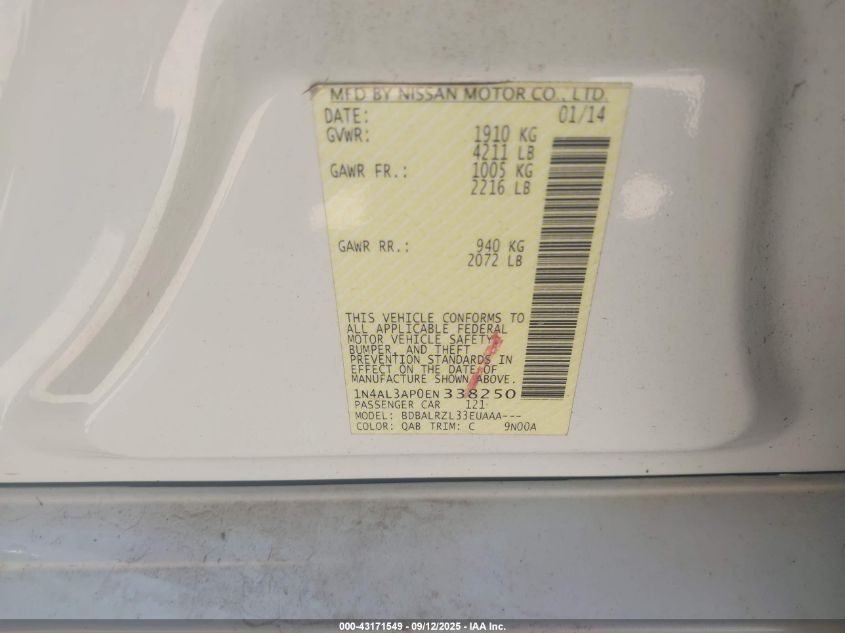 MFD BY NISSAN MOTOR CO., LTD.
DATE: 01/14
GVWR: 1910 KG
4211 LB
GAWR FR.: 1005 KG
2216 LB
GAWR RR.: 940 KG
2072 LB
THIS VEHICLE CONFORMS TO
ALL APPLICABLE FEDERAL
MOTOR VEHICLE SAFETY,
BUMPER, AND THEFT
PREVENTION STANDARDS IN
EFFECT ON THE DATE OF
MANUFACTURE SHOWN ABOVE.
1N4AL3AP0EN338250
PASSENGER CAR 121
MODEL: BDBALRZL33EUAAA---
COLOR: QAB TRIM: C 9N00A
000-43171549 - 09/12/2025 - IAA Inc.